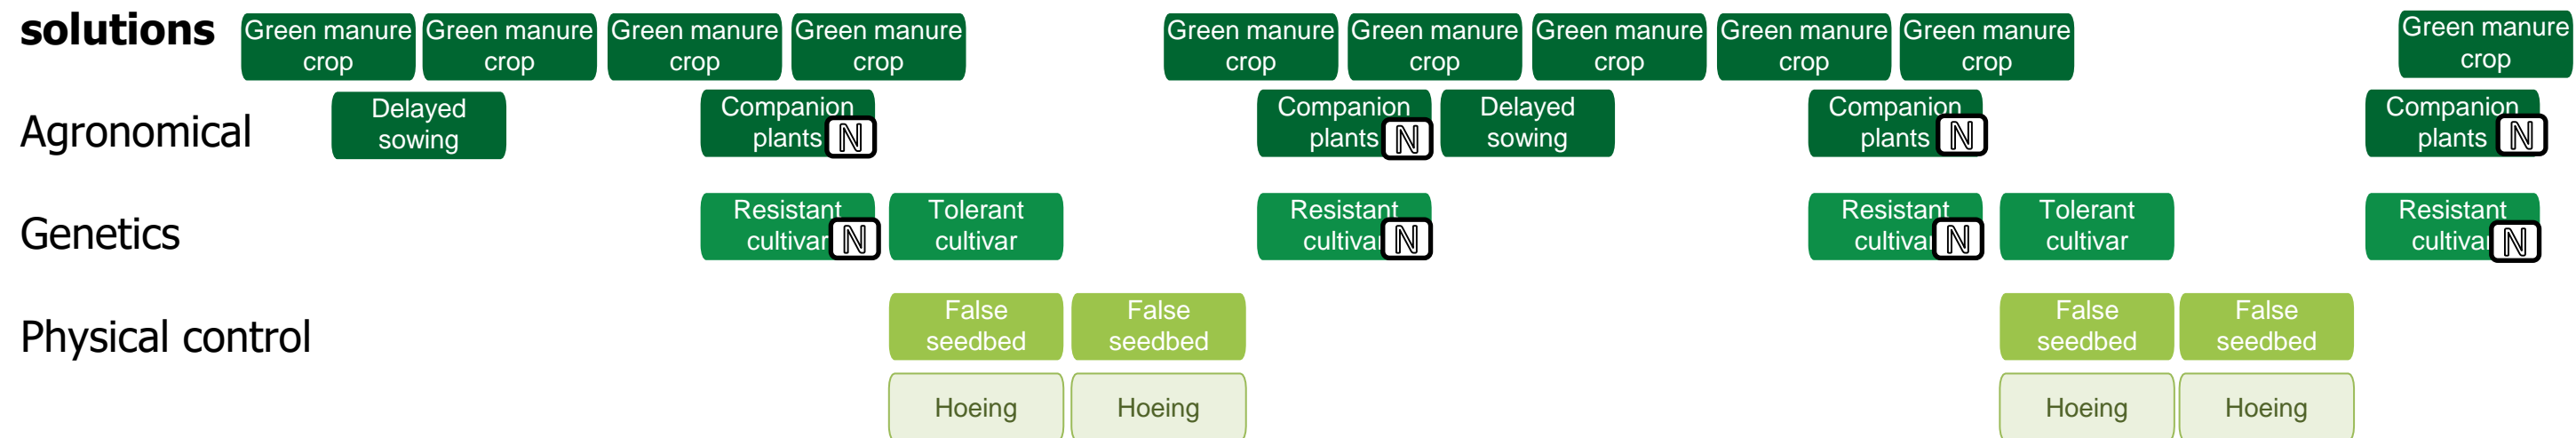 solutions
Green manure crop
Green manure crop
Green manure crop
Green manure crop
Green manure crop
Green manure crop
Green manure crop
Green manure crop
Green manure crop
Green manure crop
Agronomical
Delayed sowing
Companion plants ℕ
Companion plants ℕ
Delayed sowing
Companion plants ℕ
Companion plants ℕ
Genetics
Resistant cultivar ℕ
Tolerant cultivar
Resistant cultivar ℕ
Resistant cultivar ℕ
Tolerant cultivar
Resistant cultivar ℕ
Physical control
False seedbed
False seedbed
False seedbed
False seedbed
Hoeing
Hoeing
Hoeing
Hoeing